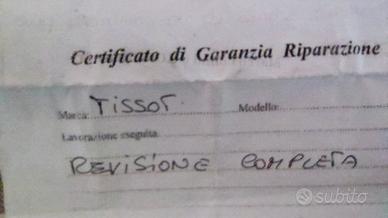 Certificato di Garanzia Riparazione
Marca: TISSOT Modello:
Lavorazione eseguita
REVISIONE COMPLETA
subito